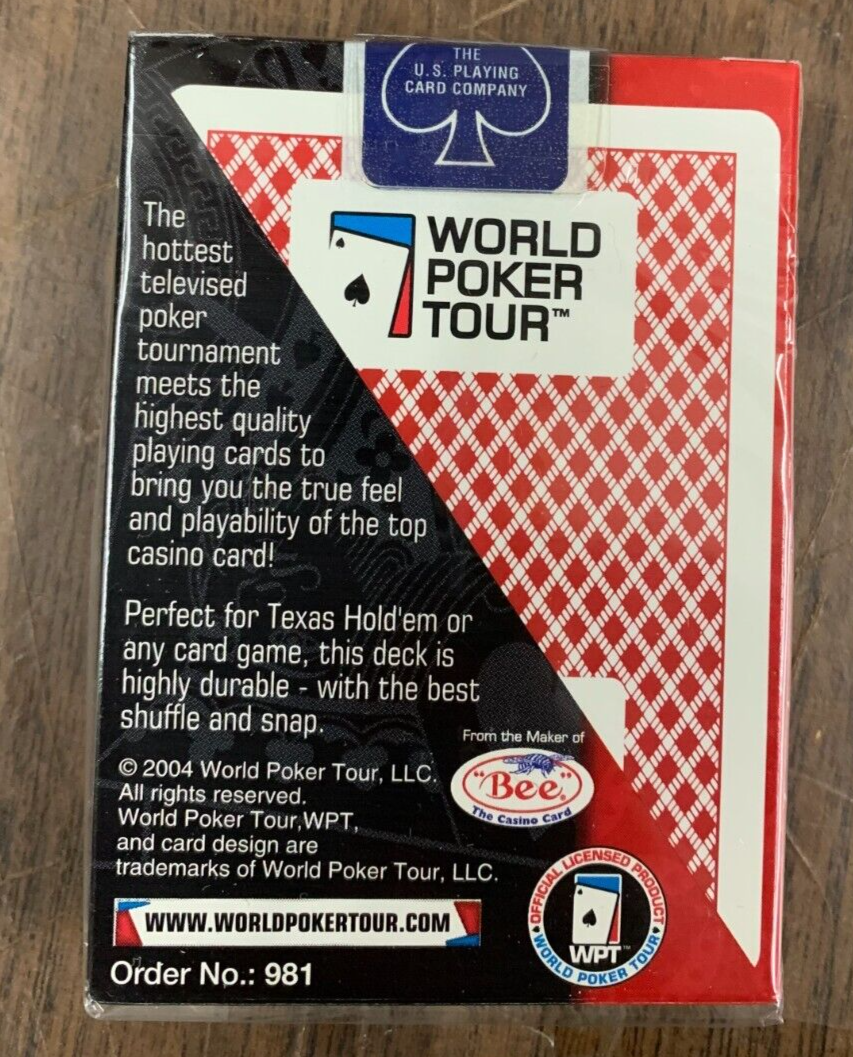 THE
U.S. PLAYING
CARD COMPANY
WORLD
POKER
TOUR™
The
hottest
televised
poker
tournament
meets the
highest quality
playing cards to
bring you the true feel
and playability of the top
casino card!
Perfect for Texas Hold'em or
any card game, this deck is
highly durable - with the best
shuffle and snap.
From the Maker of
"Bee"®
The Casino Card
© 2004 World Poker Tour, LLC.
All rights reserved.
World Poker Tour,WPT,
and card design are
trademarks of World Poker Tour, LLC.
WWW.WORLDPOKERTOUR.COM
Order No.: 981
OFFICIAL LICENSED PRODUCT
WPT™
WORLD POKER TOUR